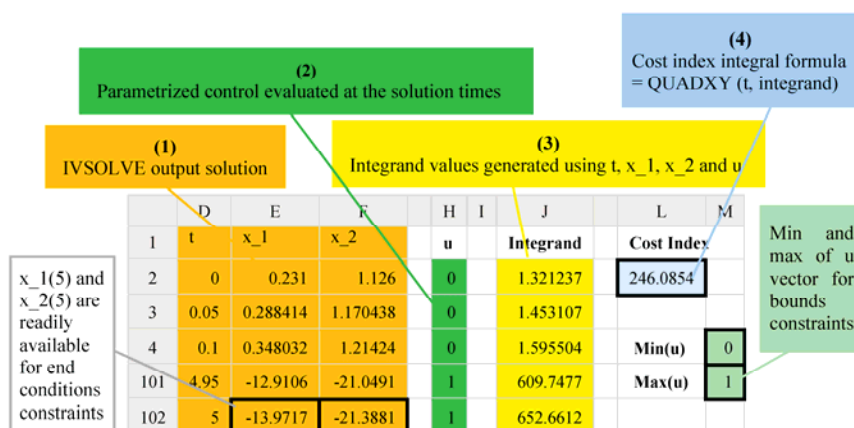 (4)
Cost index integral formula
= QUADXY (t, integrand)
(2)
Parametrized control evaluated at the solution times
(1)
IVSOLVE output solution
(3)
Integrand values generated using t, x_1, x_2 and u
D E F H I J L M
1 t x_1 x_2 u Integrand Cost Index
2 0 0.231 1.126 0 1.321237 246.0854
3 0.05 0.288414 1.170438 0 1.453107
4 0.1 0.348032 1.21424 0 1.595504 Min(u) 0
101 4.95 -12.9106 -21.0491 1 609.7477 Max(u) 1
102 5 -13.9717 -21.3881 1 652.6612
x_1(5) and
x_2(5) are
readily
available
for end
conditions
constraints
Min and
max of u
vector for
bounds
constraints